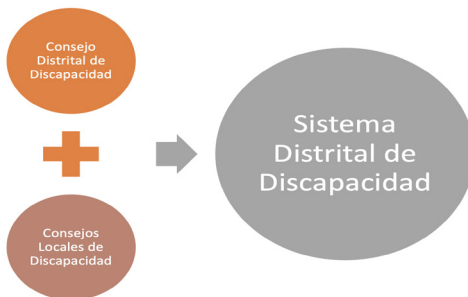 Consejo
Distrital de
Discapacidad
Sistema
Distrital de
Discapacidad
Consejos
Locales de
Discapacidad